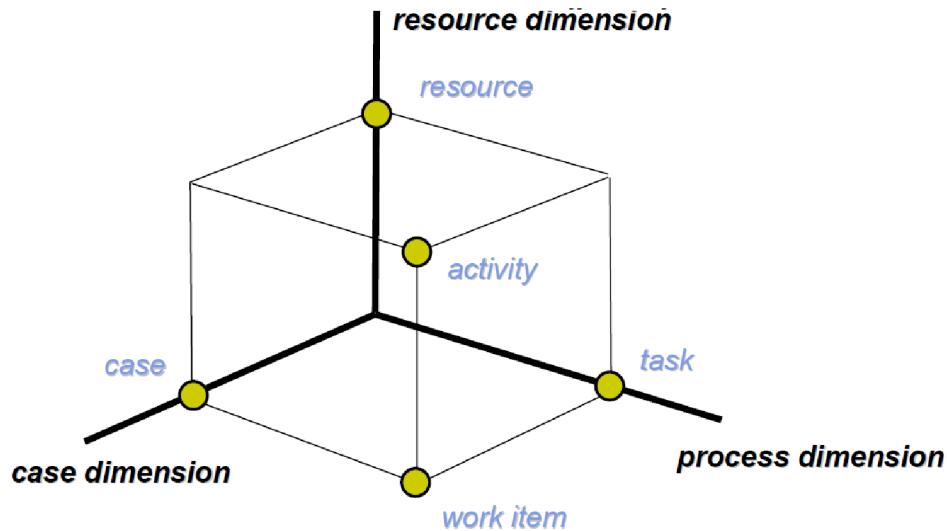 resource dimension
resource
activity
case
task
case dimension
process dimension
work item